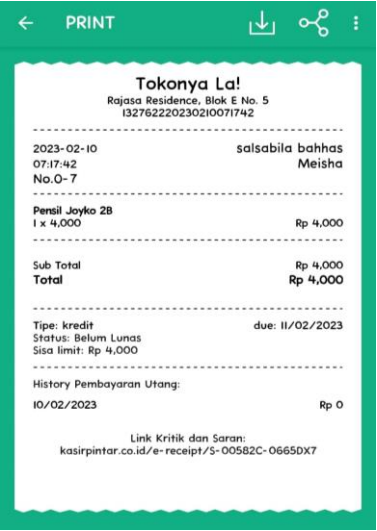 PRINT
Tokonya La!
Rajasa Residence, Blok E No. 5
132762220230210071742
2023-02-10 salsabila bahhas
07:17:42 Meisha
No.0-7
Pensil Joyko 2B
1 x 4,000 Rp 4,000
Sub Total Rp 4,000
Total Rp 4,000
Tipe: kredit due: 11/02/2023
Status: Belum Lunas
Sisa limit: Rp 4,000
History Pembayaran Utang:
10/02/2023 Rp 0
Link Kritik dan Saran:
kasirpintar.co.id/e-receipt/S-00582C-0665DX7